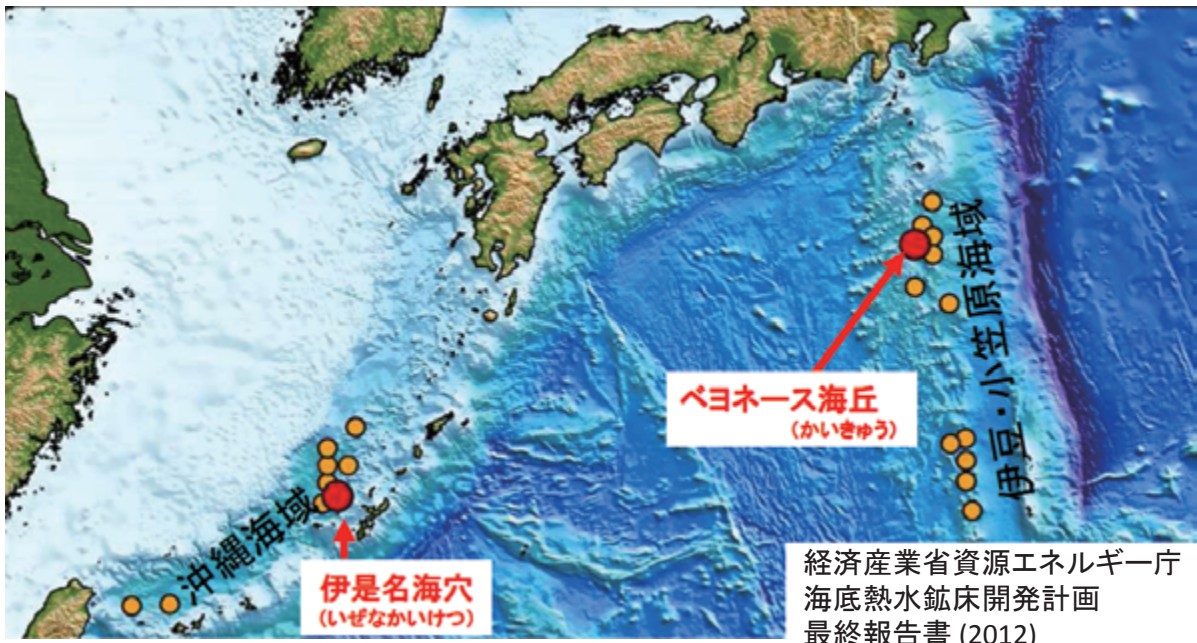 伊豆・小笠原海域
ベヨネース海丘
(かいきゅう)
沖縄海域
伊是名海穴
(いぜなかいけつ)
経済産業省資源エネルギー庁
海底熱水鉱床開発計画
最終報告書 (2012)